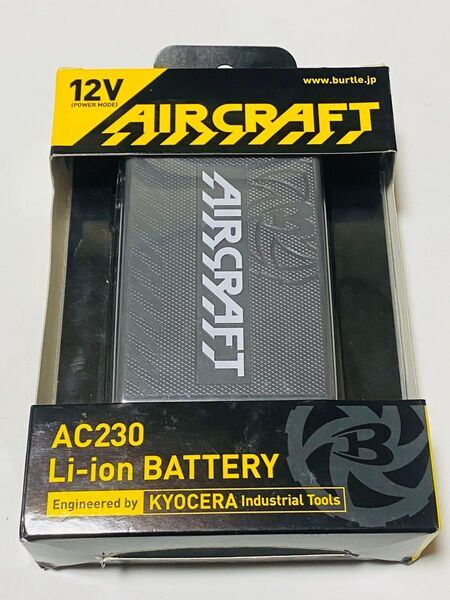 12V
(POWER MODE)
www.burtle.jp
AIRCRAFT
AIRCRAFT
AC230
Li-ion BATTERY
Engineered by KYOCERA Industrial Tools
B